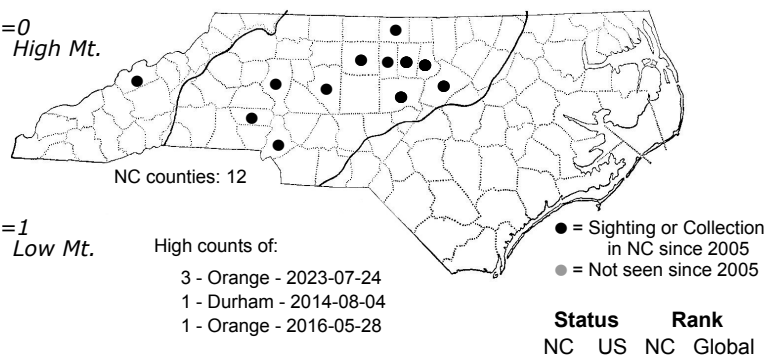 =0
High Mt.
NC counties: 12
=1
Low Mt.
High counts of:
3 - Orange - 2023-07-24
1 - Durham - 2014-08-04
1 - Orange - 2016-05-28
● = Sighting or Collection
in NC since 2005
● = Not seen since 2005
Status Rank
NC US NC Global